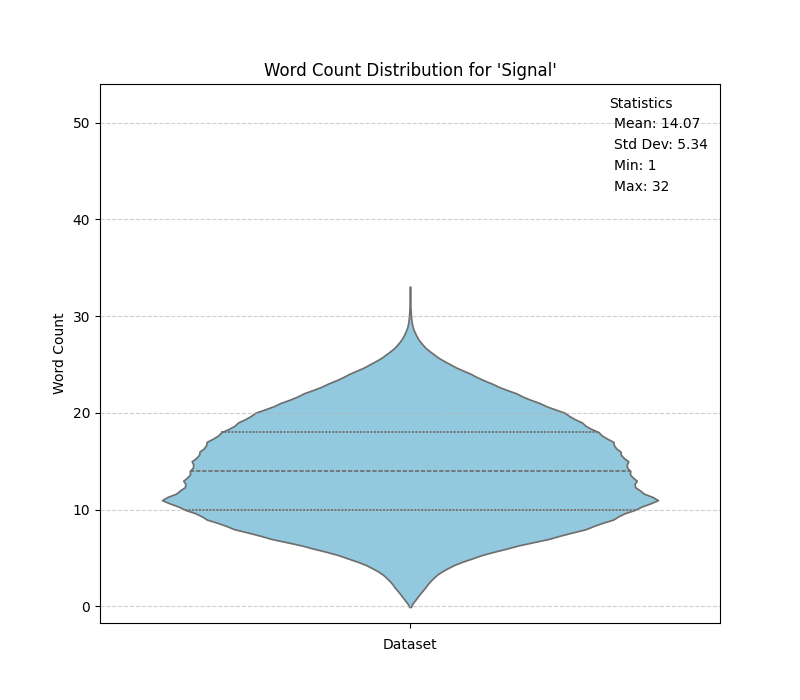 Word Count Distribution for 'Signal'
Statistics
Mean: 14.07
Std Dev: 5.34
Min: 1
Max: 32
50
40
30
20
10
0
Word Count
Dataset